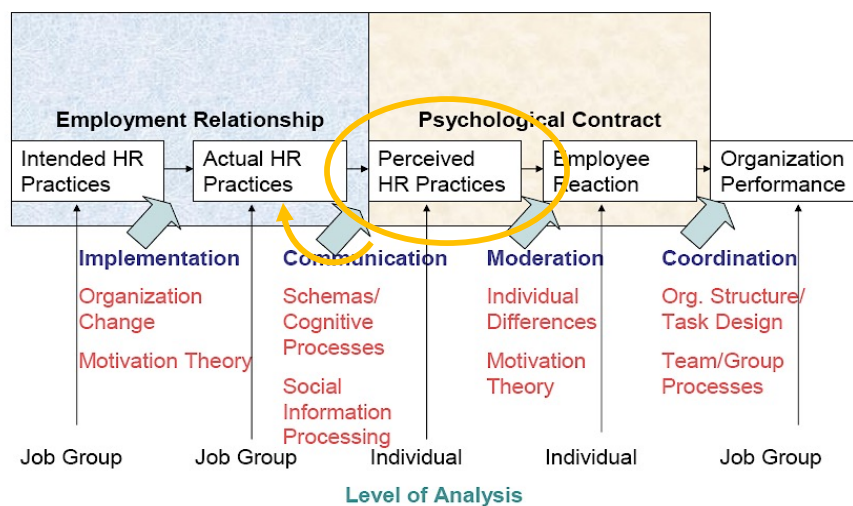 Employment Relationship
Psychological Contract
Intended HR
Practices
Actual HR
Practices
Perceived
HR Practices
Employee
Reaction
Organization
Performance
Implementation
Organization
Change
Motivation Theory
Communication
Schemas/
Cognitive
Processes
Social
Information
Processing
Moderation
Individual
Differences
Motivation
Theory
Coordination
Org. Structure/
Task Design
Team/Group
Processes
Job Group
Job Group
Individual
Individual
Job Group
Level of Analysis